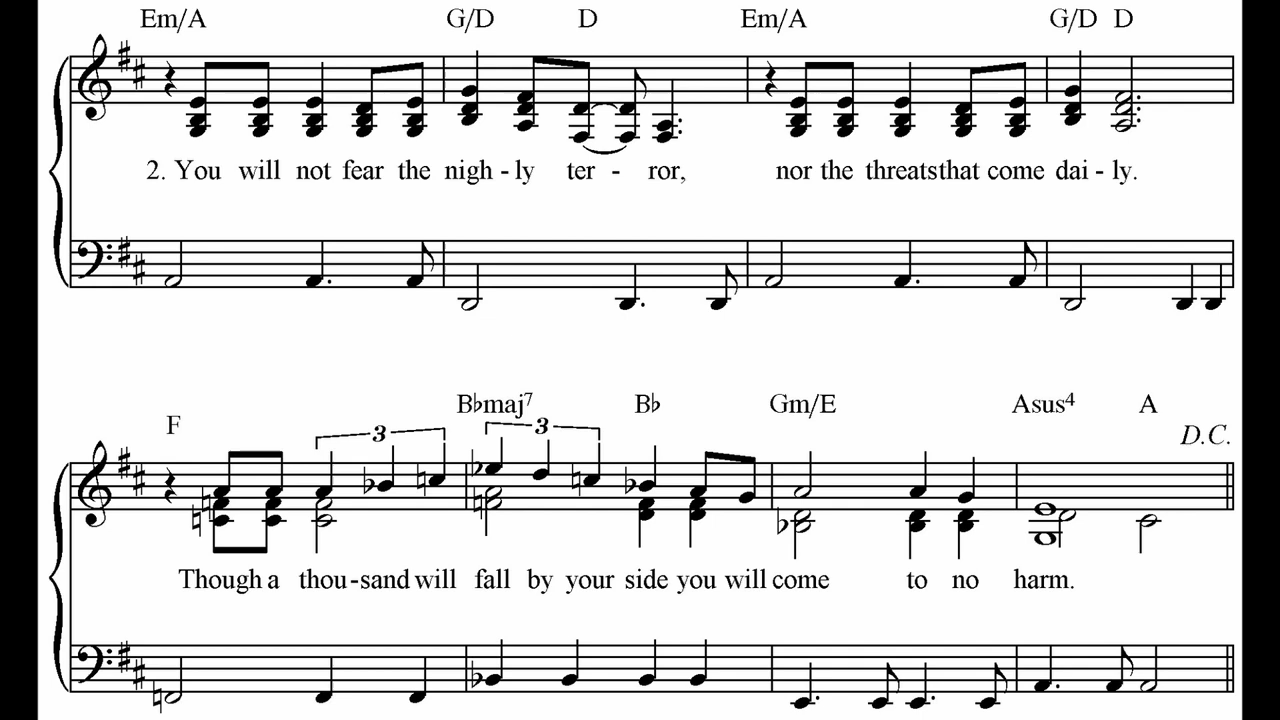 Em/A G/D D Em/A G/D D
2. You will not fear the nigh - ly ter - ror, nor the threats that come dai - ly.
B♭maj7 B♭ Gm/E Asus4 A
F 3 3 D.C.
Though a thou - sand will fall by your side you will come to no harm.